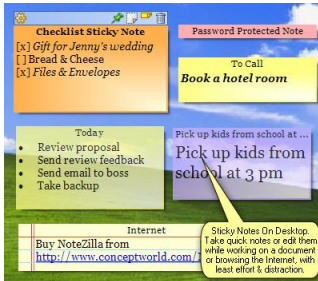 Checklist Sticky Note
[x] Gift for Jenny's wedding
[ ] Bread & Cheese
[x] Files & Envelopes
Password Protected Note
To Call
Book a hotel room
Today
• Review proposal
• Send review feedback
• Send email to boss
• Take backup
Pick up kids from school at ...
Pick up kids from
school at 3 pm
Sticky Notes On Desktop.
Take quick notes or edit them
while working on a document
or browsing the Internet, with
least effort & distraction.
Internet
Buy NoteZilla from
http://www.conceptworld.com/